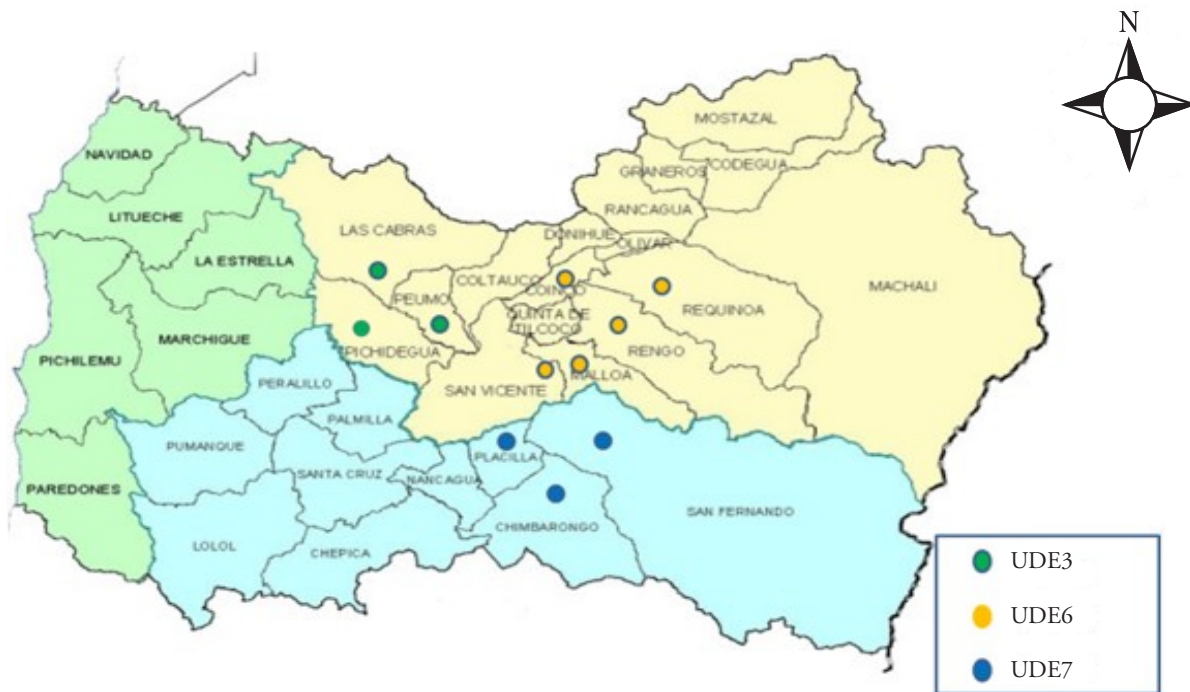 N
MOSTAZAL
CODEGUA
GRANEROS
NAVIDAD
RANCAGUA
LITUECHE
LAS CABRAS
DONIHUE
OLIVAR
LA ESTRELLA
COLTAUCO
PEUMO
COINCO
MACHALI
REQUINOA
QUINTA DE
TILCOCO
MARCHIGUE
PICHIDEGUA
RENGO
PICHILEMU
MALLOA
PERALILLO
SAN VICENTE
PALMILLA
PUMANQUE
PLACILLA
SANTA CRUZ
NANCAGUA
PAREDONES
SAN FERNANDO
CHIMBARONGO
LOLOL
CHEPICA
UDE3
UDE6
UDE7